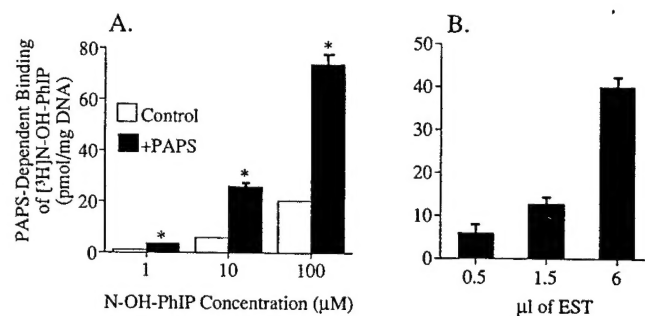 A.
PAPS-Dependent Binding
of [³H]N-OH-PhIP
(pmol/mg DNA)
80
60
40
20
0
Control
+PAPS
*
*
*
1
10
100
N-OH-PhIP Concentration (µM)
B.
50
40
30
20
10
0
0.5
1.5
6
µl of EST